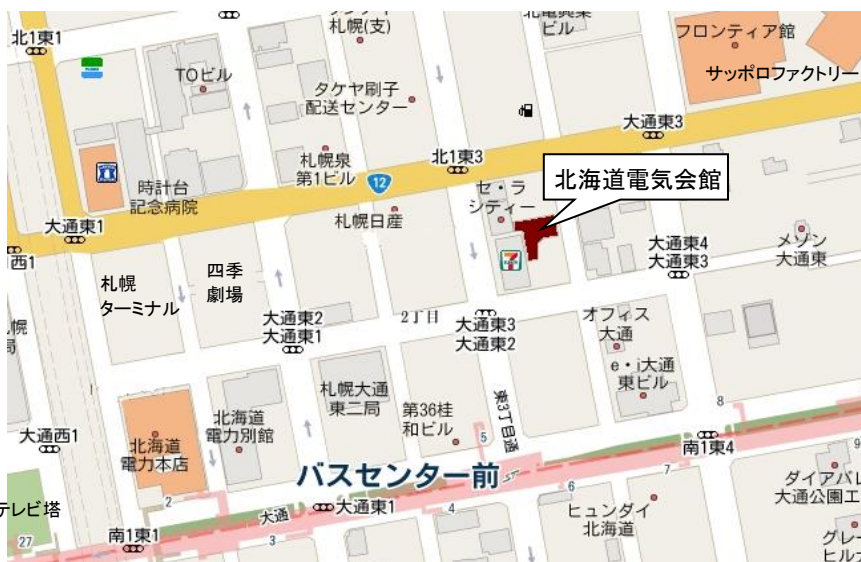 北1東1
TOビル
札幌(支)
ビル
フロンティア館
サッポロファクトリー
タケヤ刷子
配送センター
大通東3
時計台
記念病院
札幌泉
第1ビル
12
北1東3
北海道電気会館
セ・ラ
シティー
大通東1
札幌日産
西1
札幌
ターミナル
四季
劇場
7
大通東4
大通東3
メゾン
大通東
大通東2
大通東1
2丁目
大通東3
大通東2
オフィス
大通
e・i大通
東ビル
札幌大通
東二局
東3丁目通
大通西1
北海道
電力本店
北海道
電力別館
第36桂
和ビル
5
8
南1東4
9
バスセンター前
テレビ塔
2
大通
大通東1
4
6
7
ダイアパレ
大通公園エ
27
南1東1
3
ヒュンダイ
北海道
グレー
ヒルズ